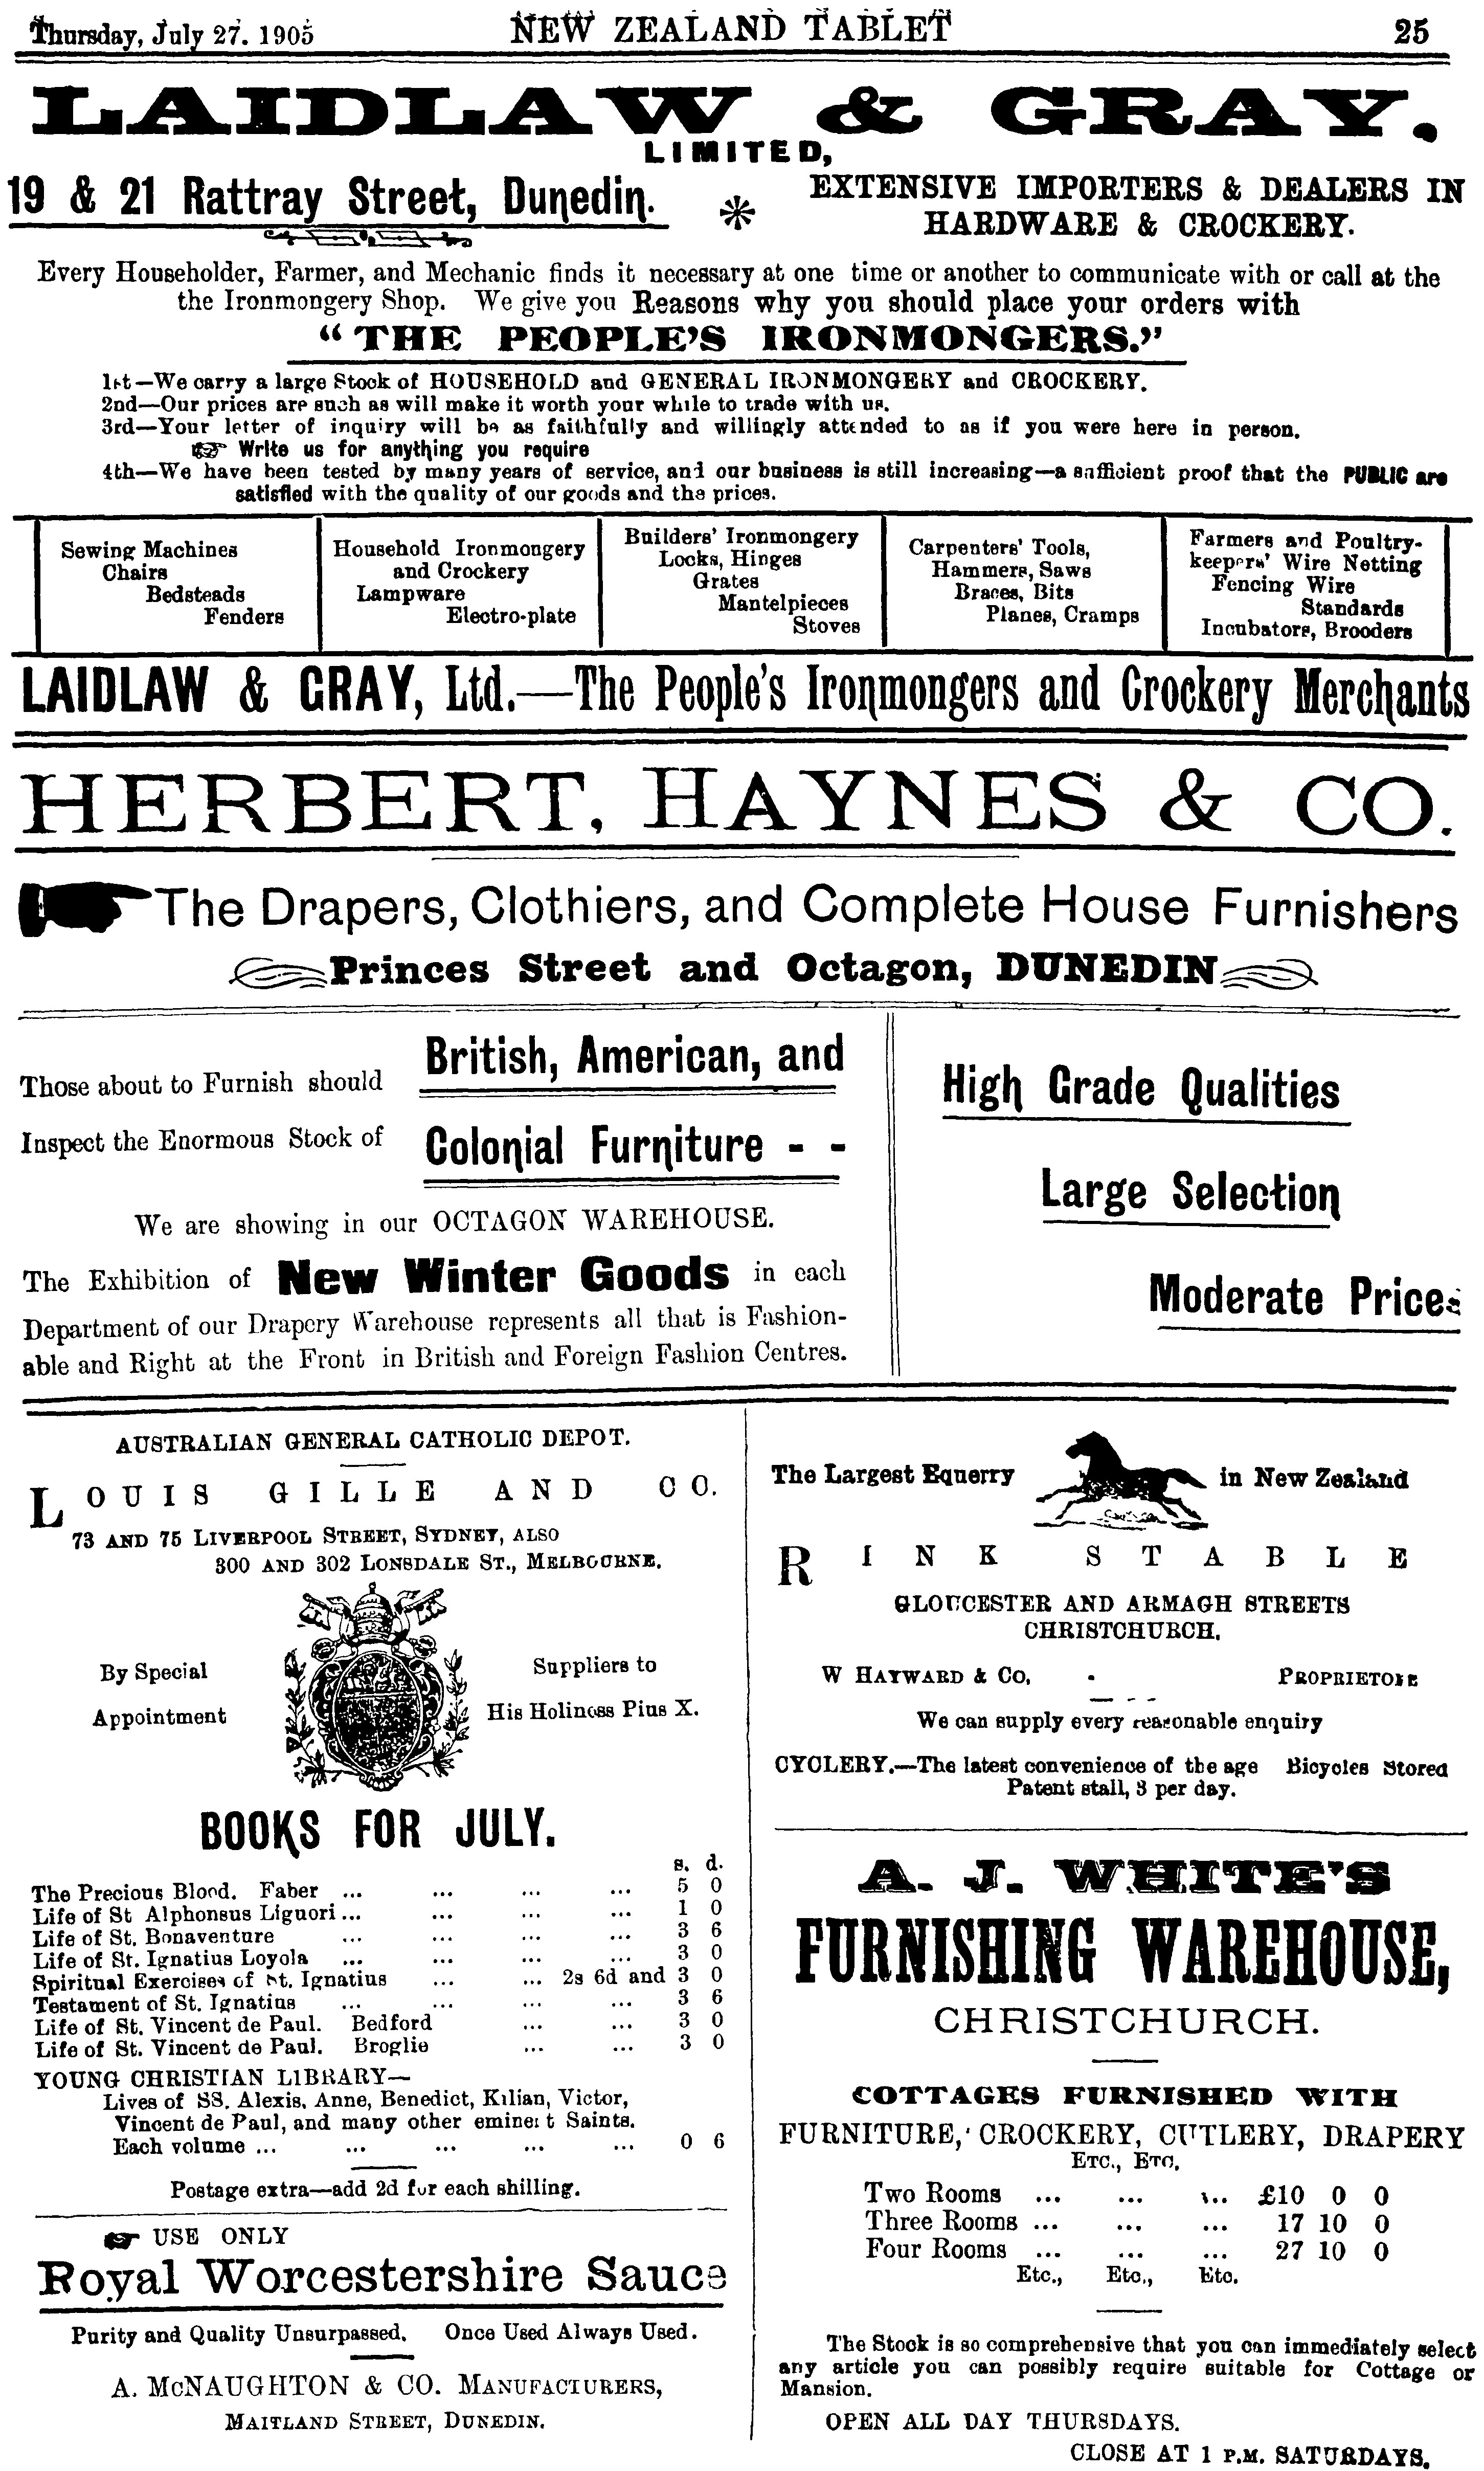 Thursday, July 27. 1905 NEW ZEALAND TABLET 25
LAIDLAW & GRAY,
LIMITED,
19 & 21 Rattray Street, Dunedin.
EXTENSIVE IMPORTERS & DEALERS IN
HARDWARE & CROCKERY.
Every Householder, Farmer, and Mechanic finds it necessary at one time or another to communicate with or call at the
the Ironmongery Shop. We give you Reasons why you should place your orders with
"THE PEOPLE'S IRONMONGERS."
1st—We carry a large Stock of HOUSEHOLD and GENERAL IRONMONGERY and CROCKERY.
2nd—Our prices are such as will make it worth your while to trade with us.
3rd—Your letter of inquiry will be as faithfully and willingly attended to as if you were here in person.
☞ Write us for anything you require
4th—We have been tested by many years of service, and our business is still increasing—a sufficient proof that the PUBLIC are
satisfied with the quality of our goods and the prices.
Sewing Machines
Chairs
Bedsteads
Fenders
Household Ironmongery
and Crockery
Lampware
Electro-plate
Builders' Ironmongery
Locks, Hinges
Grates
Mantelpieces
Stoves
Carpenters' Tools,
Hammers, Saws
Braces, Bits
Planes, Cramps
Farmers and Poultry-
keepers' Wire Netting
Fencing Wire
Standards
Incubators, Brooders
LAIDLAW & GRAY, Ltd.—The People's Ironmongers and Crockery Merchants
HERBERT, HAYNES & CO.
The Drapers, Clothiers, and Complete House Furnishers
Princes Street and Octagon, DUNEDIN
Those about to Furnish should
Inspect the Enormous Stock of
British, American, and
Colonial Furniture - -
We are showing in our OCTAGON WAREHOUSE.
The Exhibition of New Winter Goods in each
Department of our Drapery Warehouse represents all that is Fashion-
able and Right at the Front in British and Foreign Fashion Centres.
High Grade Qualities
Large Selection
Moderate Prices
AUSTRALIAN GENERAL CATHOLIC DEPOT.
LOUIS GILLE AND CO.
73 AND 75 LIVERPOOL STREET, SYDNEY, ALSO
300 AND 302 LONSDALE ST., MELBOURNE.
By Special
Appointment
Suppliers to
His Holiness Pius X.
BOOKS FOR JULY.
s. d.
The Precious Blood. Faber ... ... ... ... 5 0
Life of St Alphonsus Liguori ... ... ... ... 1 0
Life of St. Bonaventure ... ... ... ... 3 6
Life of St. Ignatius Loyola ... ... ... ... 3 0
Spiritual Exercises of St. Ignatius ... ... 2s 6d and 3 0
Testament of St. Ignatius ... ... ... ... 3 6
Life of St. Vincent de Paul. Bedford ... ... 3 0
Life of St. Vincent de Paul. Broglie ... ... 3 0
YOUNG CHRISTIAN LIBRARY—
Lives of SS. Alexis, Anne, Benedict, Kilian, Victor,
Vincent de Paul, and many other eminent Saints.
Each volume ... ... ... ... ... 0 6
Postage extra—add 2d for each shilling.
☞ USE ONLY
Royal Worcestershire Sauce
Purity and Quality Unsurpassed. Once Used Always Used.
A. McNAUGHTON & CO. MANUFACTURERS,
MAITLAND STREET, DUNEDIN.
The Largest Equerry in New Zealand
RINK STABLE
GLOUCESTER AND ARMAGH STREETS
CHRISTCHURCH.
W HAYWARD & CO, - PROPRIETORS
We can supply every reasonable enquiry
CYCLERY.—The latest convenience of the age Bicycles Stored
Patent stall, 3 per day.
A. J. WHITE'S
FURNISHING WAREHOUSE,
CHRISTCHURCH.
COTTAGES FURNISHED WITH
FURNITURE, CROCKERY, CUTLERY, DRAPERY
ETC., ETC.
Two Rooms ... ... ... £10 0 0
Three Rooms ... ... ... 17 10 0
Four Rooms ... ... ... 27 10 0
Etc., Etc., Etc.
The Stock is so comprehensive that you can immediately select
any article you can possibly require suitable for Cottage or
Mansion.
OPEN ALL DAY THURSDAYS.
CLOSE AT 1 P.M. SATURDAYS.